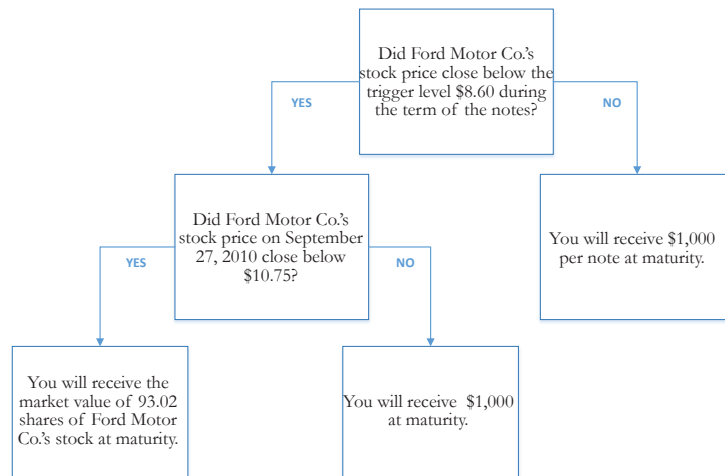 Did Ford Motor Co.'s
stock price close below the
trigger level $8.60 during
the term of the notes?
YES
NO
Did Ford Motor Co.'s
stock price on September
27, 2010 close below
$10.75?
You will receive $1,000
per note at maturity.
YES
NO
You will receive the
market value of 93.02
shares of Ford Motor
Co.'s stock at maturity.
You will receive $1,000
at maturity.